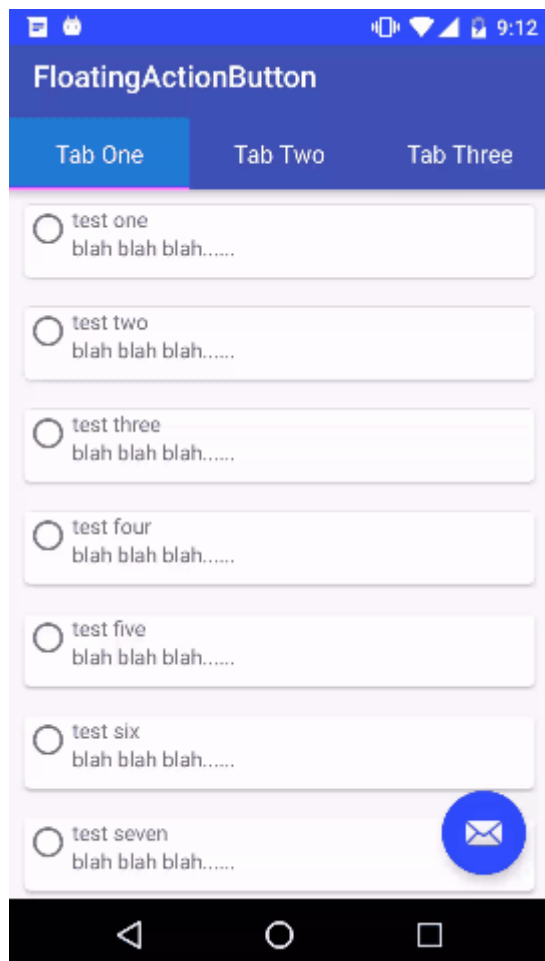 9:12
FloatingActionButton
Tab One Tab Two Tab Three
test one
blah blah blah......
test two
blah blah blah......
test three
blah blah blah......
test four
blah blah blah......
test five
blah blah blah......
test six
blah blah blah......
test seven
blah blah blah......